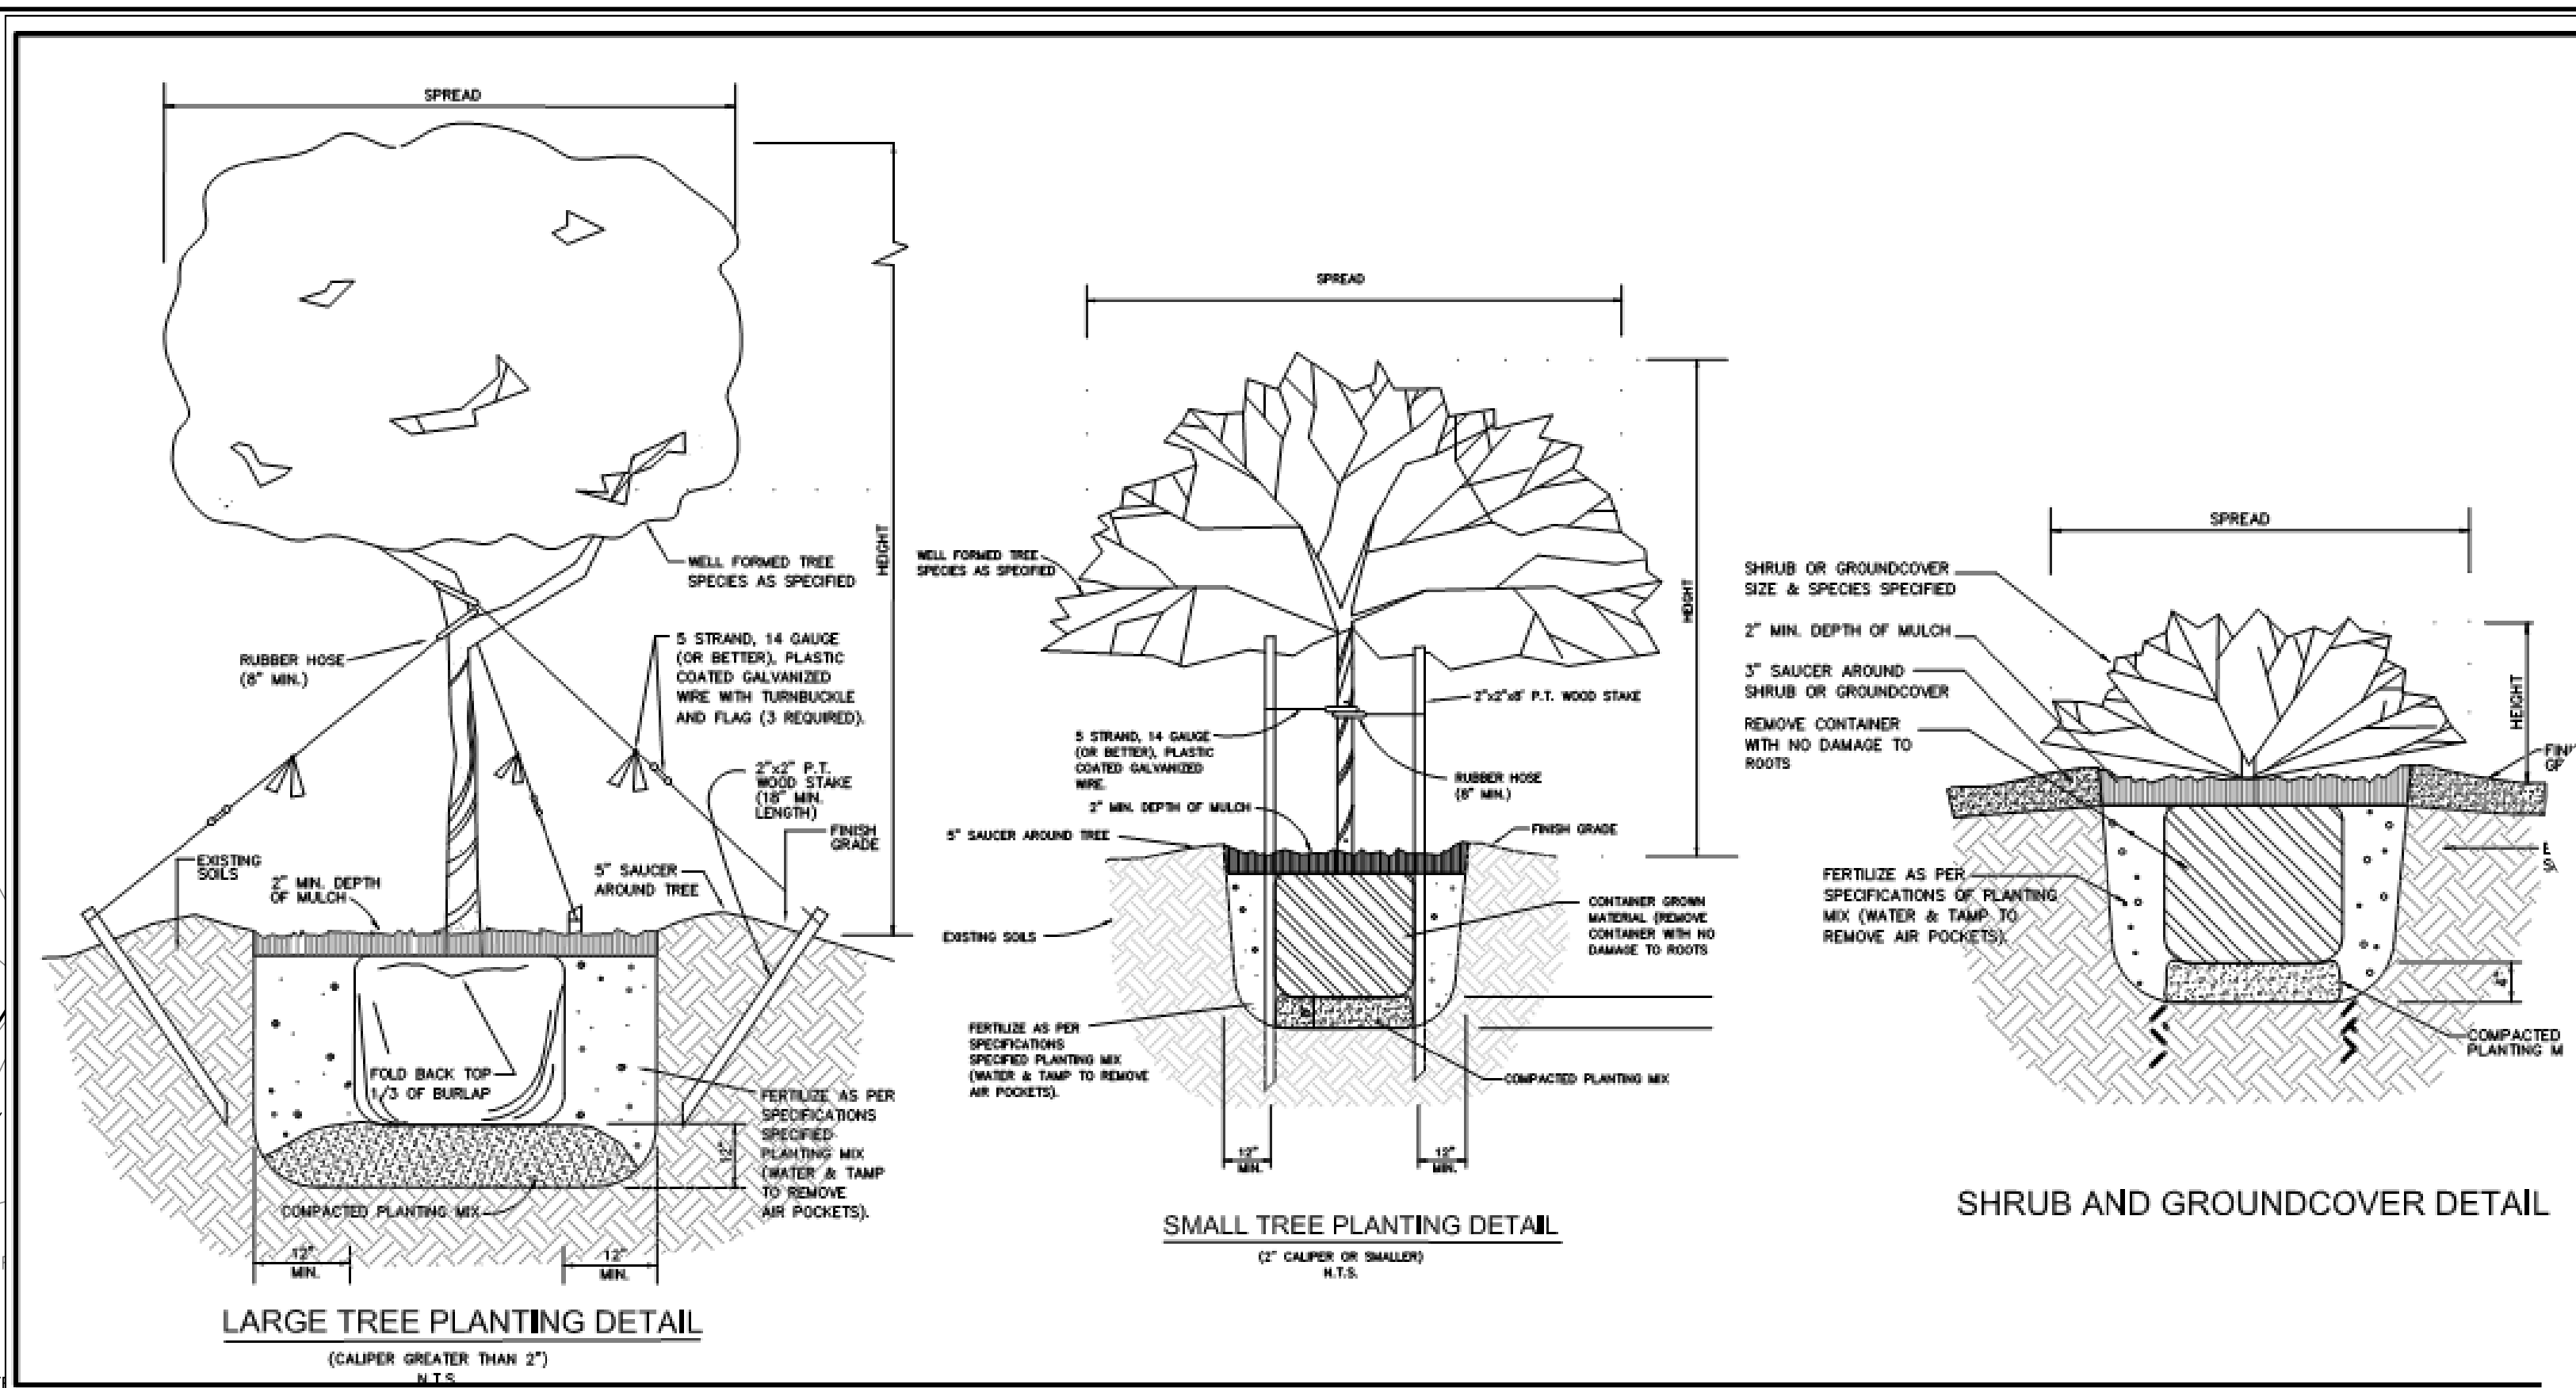 SPREAD
HEIGHT
WELL FORMED TREE
SPECIES AS SPECIFIED
RUBBER HOSE
(8" MIN.)
5 STRAND, 14 GAUGE
(OR BETTER), PLASTIC
COATED GALVANIZED
WIRE WITH TURNBUCKLE
AND FLAG (3 REQUIRED).
2"x2" P.T.
WOOD STAKE
(18" MIN.
LENGTH)
FINISH
GRADE
EXISTING
SOILS
2" MIN. DEPTH
OF MULCH
5" SAUCER
AROUND TREE
FOLD BACK TOP
1/3 OF BURLAP
FERTILIZE AS PER
SPECIFICATIONS
SPECIFIED
PLANTING MIX
(WATER & TAMP
TO REMOVE
AIR POCKETS).
12"
COMPACTED PLANTING MIX
12"
MIN.
12"
MIN.
LARGE TREE PLANTING DETAIL
(CALIPER GREATER THAN 2")
N.T.S.
SPREAD
HEIGHT
WELL FORMED TREE
SPECIES AS SPECIFIED
2"x2"x8' P.T. WOOD STAKE
5 STRAND, 14 GAUGE
(OR BETTER), PLASTIC
COATED GALVANIZED
WIRE.
RUBBER HOSE
(8" MIN.)
2" MIN. DEPTH OF MULCH
5" SAUCER AROUND TREE
FINISH GRADE
CONTAINER GROWN
MATERIAL (REMOVE
CONTAINER WITH NO
DAMAGE TO ROOTS
EXISTING SOILS
FERTILIZE AS PER
SPECIFICATIONS
SPECIFIED PLANTING MIX
(WATER & TAMP TO REMOVE
AIR POCKETS).
COMPACTED PLANTING MIX
12"
MIN.
12"
MIN.
SMALL TREE PLANTING DETAIL
(2" CALIPER OR SMALLER)
N.T.S.
SPREAD
HEIGHT
SHRUB OR GROUNDCOVER
SIZE & SPECIES SPECIFIED
2" MIN. DEPTH OF MULCH
3" SAUCER AROUND
SHRUB OR GROUNDCOVER
REMOVE CONTAINER
WITH NO DAMAGE TO
ROOTS
FERTILIZE AS PER
SPECIFICATIONS OF PLANTING
MIX (WATER & TAMP TO
REMOVE AIR POCKETS).
COMPACTED
PLANTING M
SHRUB AND GROUNDCOVER DETAIL